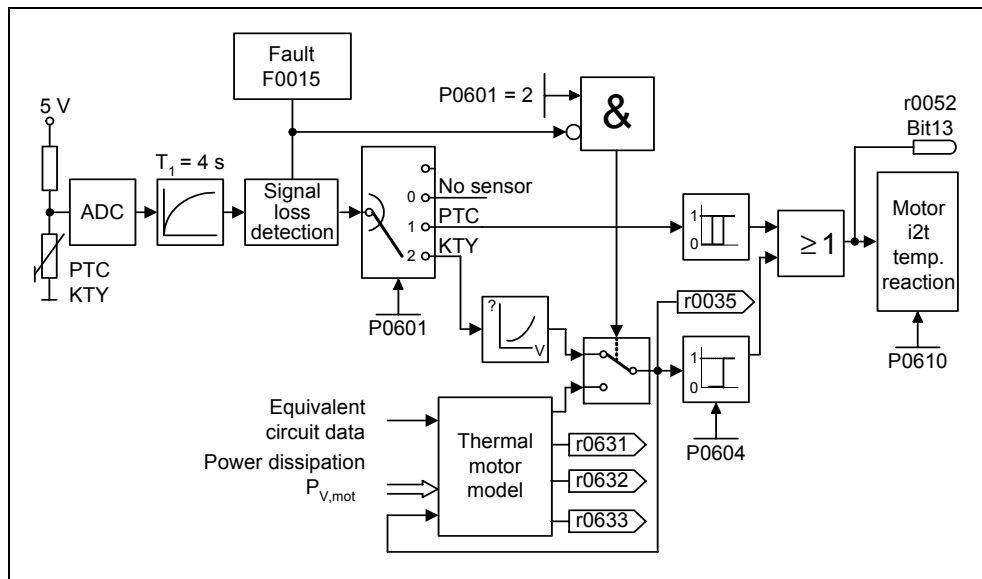 Fault
F0015
r0052
Bit13
P0601 = 2
&
5 V
T1 = 4 s
ADC
Signal
loss
detection
0
No sensor
1
PTC
2
KTY
1
0
≥ 1
Motor
i2t
temp.
reaction
PTC
KTY
P0601
?
V
r0035
1
0
P0610
P0604
Equivalent
circuit data
Power dissipation
PV,mot
Thermal
motor
model
r0631
r0632
r0633